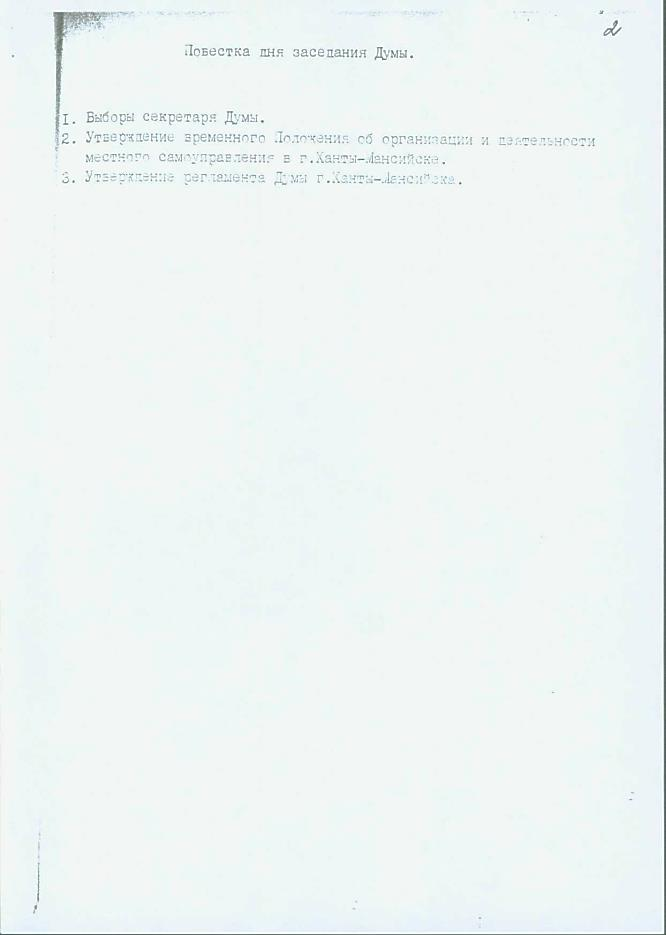 2
Повестка дня заседания Думы.
1. Выборы секретаря Думы.
2. Утверждение временного Положения об организации и деятельности
местного самоуправления в г.Ханты-Мансийске.
3. Утверждение регламента Думы г.Ханты-Мансийска.